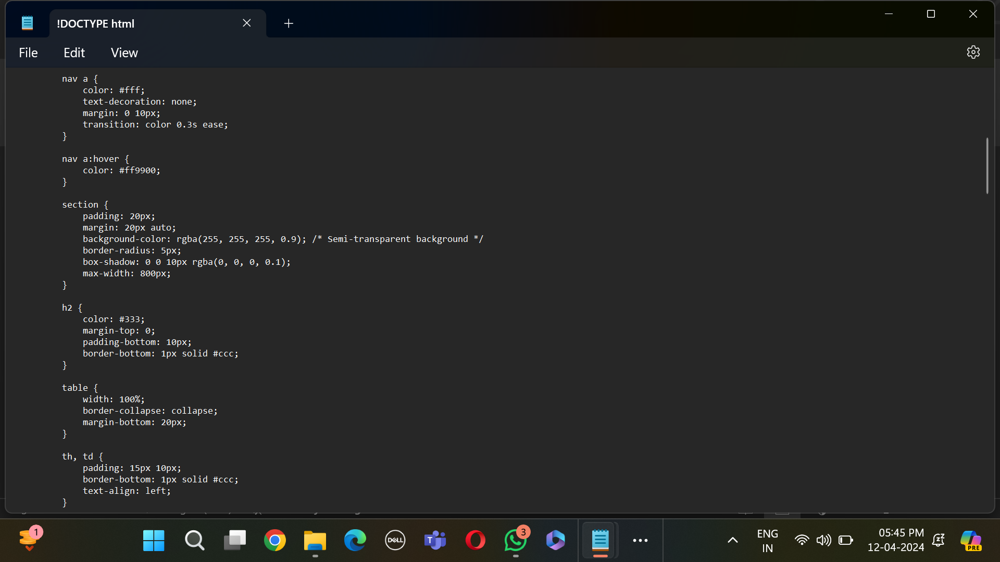 !DOCTYPE html
File Edit View
nav a {
    color: #fff;
    text-decoration: none;
    margin: 0 10px;
    transition: color 0.3s ease;
}
nav a:hover {
    color: #ff9900;
}
section {
    padding: 20px;
    margin: 20px auto;
    background-color: rgba(255, 255, 255, 0.9); /* Semi-transparent background */
    border-radius: 5px;
    box-shadow: 0 0 10px rgba(0, 0, 0, 0.1);
    max-width: 800px;
}
h2 {
    color: #333;
    margin-top: 0;
    padding-bottom: 10px;
    border-bottom: 1px solid #ccc;
}
table {
    width: 100%;
    border-collapse: collapse;
    margin-bottom: 20px;
}
th, td {
    padding: 15px 10px;
    border-bottom: 1px solid #ccc;
    text-align: left;
}
1
DELL
T
3
ENG
IN
05:45 PM
12-04-2024
PRE